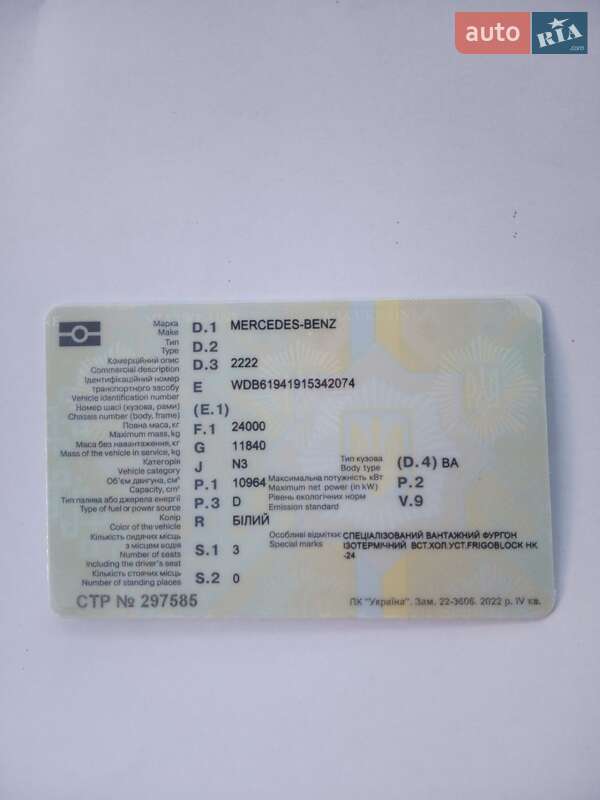 auto RIA.com
Марка D.1 MERCEDES-BENZ
Make
Тип D.2
Type
Комерційний опис D.3 2222
Commercial description
Ідентифікаційний номер
транспортного засобу E WDB61941915342074
Vehicle identification number
Номер шасі (кузова, рами) (E.1)
Chassis number (body, frame)
Повна маса, кг F.1 24000
Maximum mass, kg
Маса без навантаження, кг G 11840
Mass of the vehicle in service, kg
Категорія J N3 Тип кузова (D.4) ВА
Vehicle category Body type
Об'єм двигуна, см³ P.1 10964 Максимальна потужність кВт P.2
Capacity, cm³ Maximum net power (in kW)
Тип палива або джерела енергії P.3 D Рівень екологічних норм V.9
Type of fuel or power source Emission standard
Колір R БІЛИЙ
Color of the vehicle
Кількість сидячих місць Особливі відмітки СПЕЦІАЛІЗОВАНИЙ ВАНТАЖНИЙ ФУРГОН
з місцем водія S.1 3 Special marks ІЗОТЕРМІЧНИЙ ВСТ.ХОЛ.УСТ.FRIGOBLOCK HK
Number of seats -24
including the driver's seat
Кількість стоячих місць S.2 0
Number of standing places
СТР № 297585 ПК "Україна". Зам. 22-3606. 2022 р. IV кв.